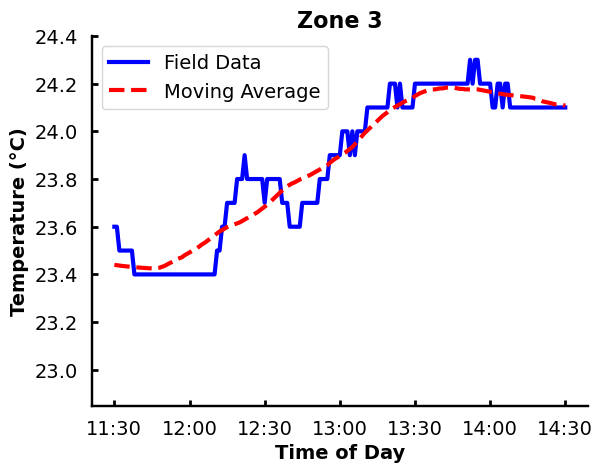 Zone 3
Field Data
Moving Average
Temperature (°C)
24.4
24.2
24.0
23.8
23.6
23.4
23.2
23.0
11:30 12:00 12:30 13:00 13:30 14:00 14:30
Time of Day